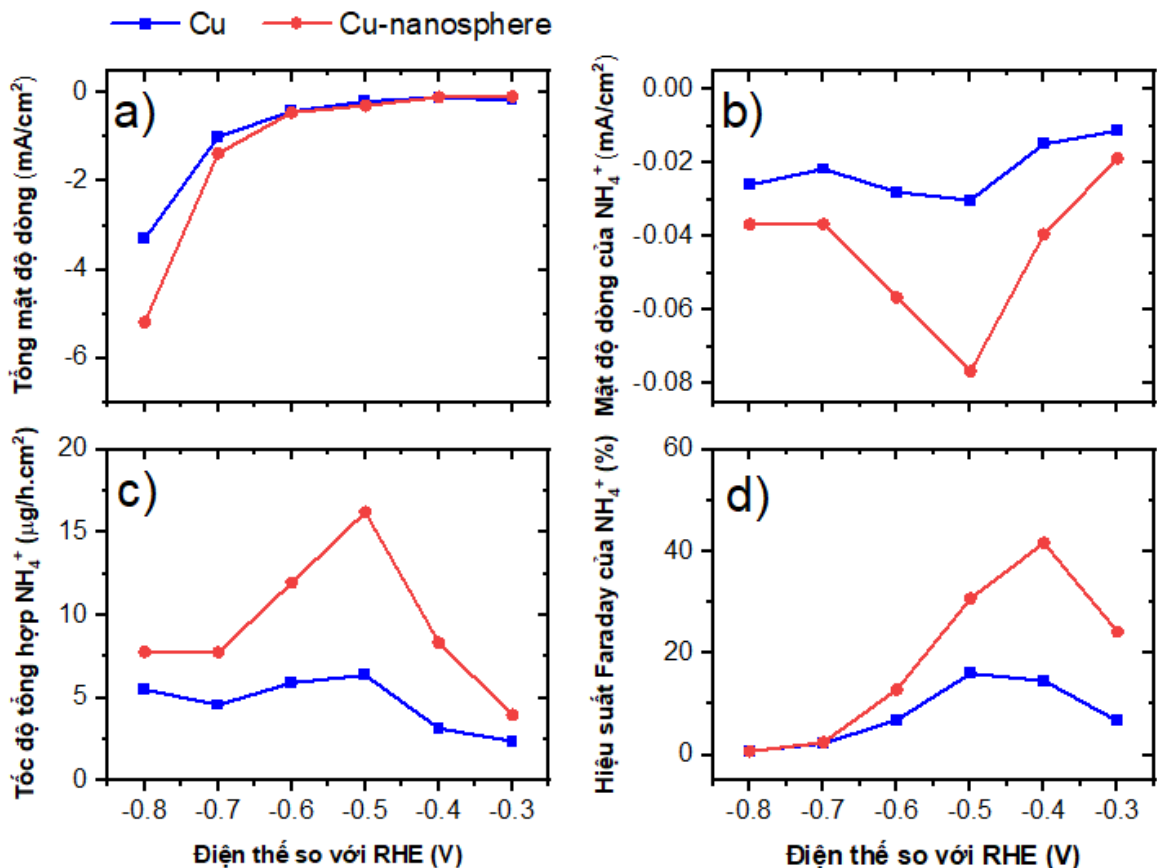 Cu Cu-nanosphere
a)
Tổng mật độ dòng (mA/cm²)
0
-2
-4
-6
b)
Mật độ dòng của NH₄⁺ (mA/cm²)
0.00
-0.02
-0.04
-0.06
-0.08
c)
Tốc độ tổng hợp NH₄⁺ (μg/h.cm²)
20
15
10
5
0
-0.8 -0.7 -0.6 -0.5 -0.4 -0.3
Điện thế so với RHE (V)
d)
Hiệu suất Faraday của NH₄⁺ (%)
60
40
20
0
-0.8 -0.7 -0.6 -0.5 -0.4 -0.3
Điện thế so với RHE (V)